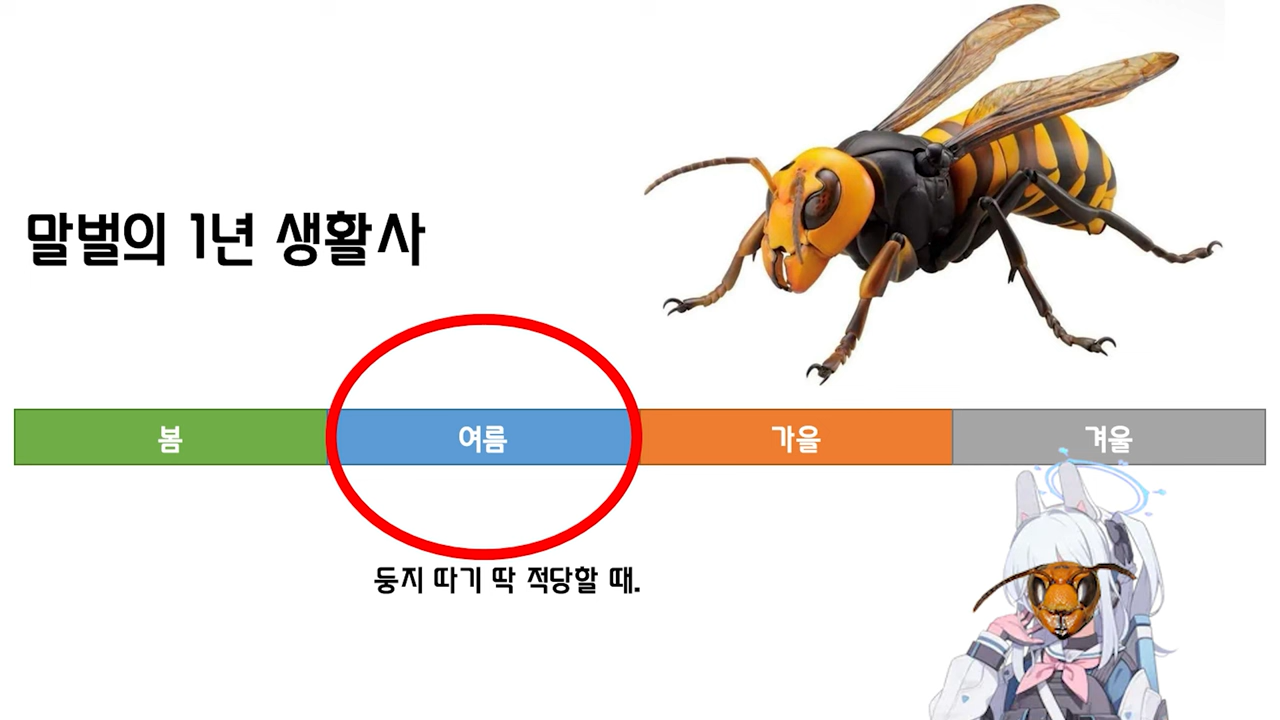 말벌의 1년 생활사
봄
여름
가을
겨울
둥지 따기 딱 적당할 때.